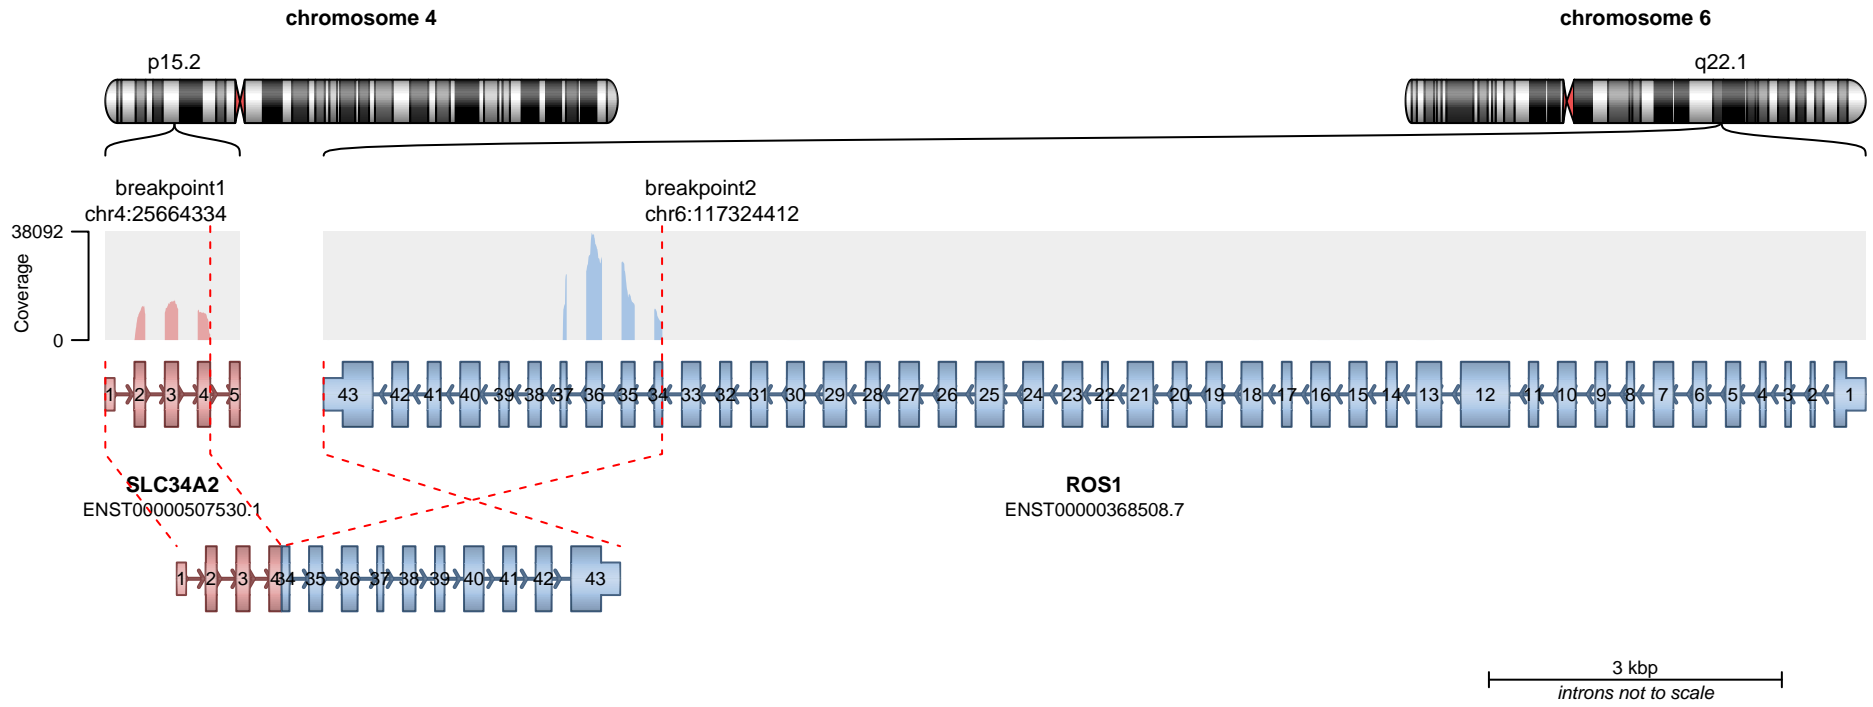 chromosome 4
chromosome 6
p15.2
q22.1
breakpoint1
chr4:25664334
breakpoint2
chr6:117324412
38092
Coverage
0
1 2 3 4 5
43 42 41 40 39 38 37 36 35 34 33 32 31 30 29 28 27 26 25 24 23 22 21 20 19 18 17 16 15 14 13 12 11 10 9 8 7 6 5 4 3 2 1
SLC34A2
ENST00000507530.1
ROS1
ENST00000368508.7
1 2 3 4 34 35 36 37 38 39 40 41 42 43
3 kbp
introns not to scale